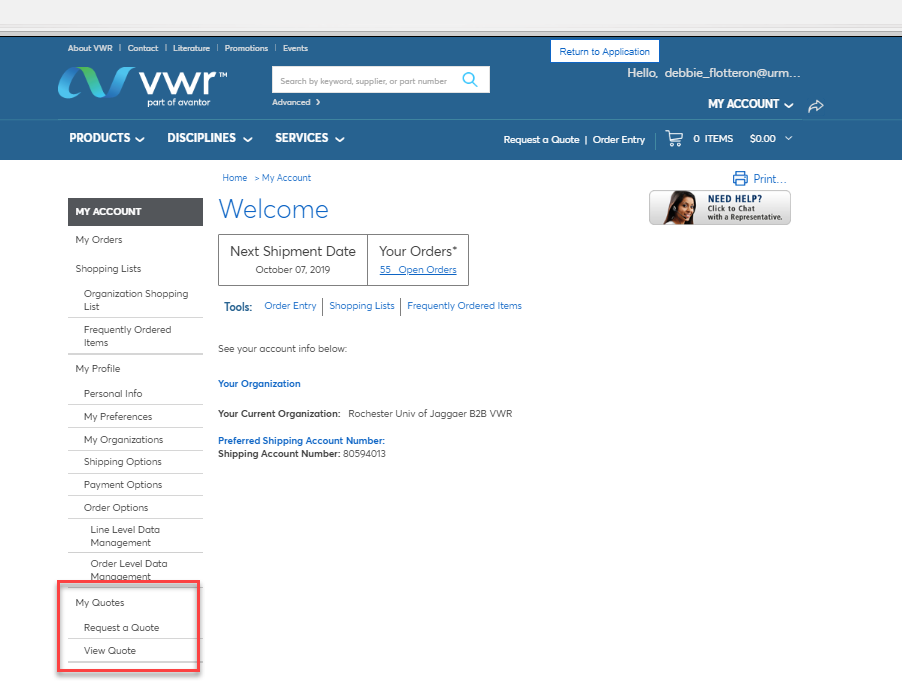 About VWR | Contact | Literature | Promotions | Events
Return to Application
vwr™
part of avantor
Search by keyword, supplier, or part number
Advanced
Hello, debbie_flotteron@urm...
MY ACCOUNT
PRODUCTS DISCIPLINES SERVICES
Request a Quote | Order Entry
0 ITEMS $0.00
Home > My Account
Print...
NEED HELP?
Click to Chat
with a Representative.
MY ACCOUNT
My Orders
Shopping Lists
Organization Shopping
List
Frequently Ordered
Items
My Profile
Personal Info
My Preferences
My Organizations
Shipping Options
Payment Options
Order Options
Line Level Data
Management
Order Level Data
Management
My Quotes
Request a Quote
View Quote
Welcome
Next Shipment Date
October 07, 2019
Your Orders*
55 Open Orders
Tools: Order Entry | Shopping Lists | Frequently Ordered Items
See your account info below:
Your Organization
Your Current Organization: Rochester Univ of Jaggaer B2B VWR
Preferred Shipping Account Number:
Shipping Account Number: 80594013